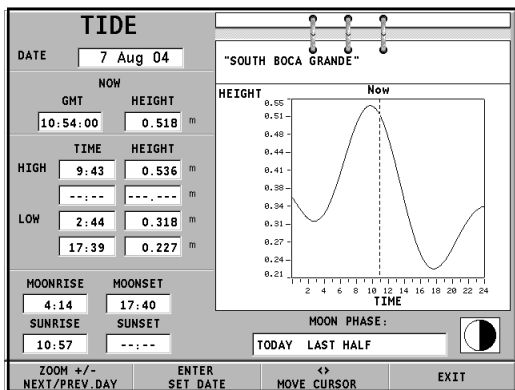 TIDE
DATE 7 Aug 04
NOW
GMT HEIGHT
10:54:00 0.518 m
TIME HEIGHT
HIGH 9:43 0.536 m
--:-- ---.--- m
LOW 2:44 0.318 m
17:39 0.227 m
MOONRISE MOONSET
4:14 17:40
SUNRISE SUNSET
10:57 --:--
"SOUTH BOCA GRANDE"
HEIGHT Now
0.55
0.51
0.48
0.44
0.41
0.38
0.34
0.31
0.27
0.24
0.21
2 4 6 8 10 12 14 16 18 20 22 24
TIME
MOON PHASE:
TODAY LAST HALF
ZOOM +/- ENTER <> EXIT
NEXT/PREV.DAY SET DATE MOVE CURSOR